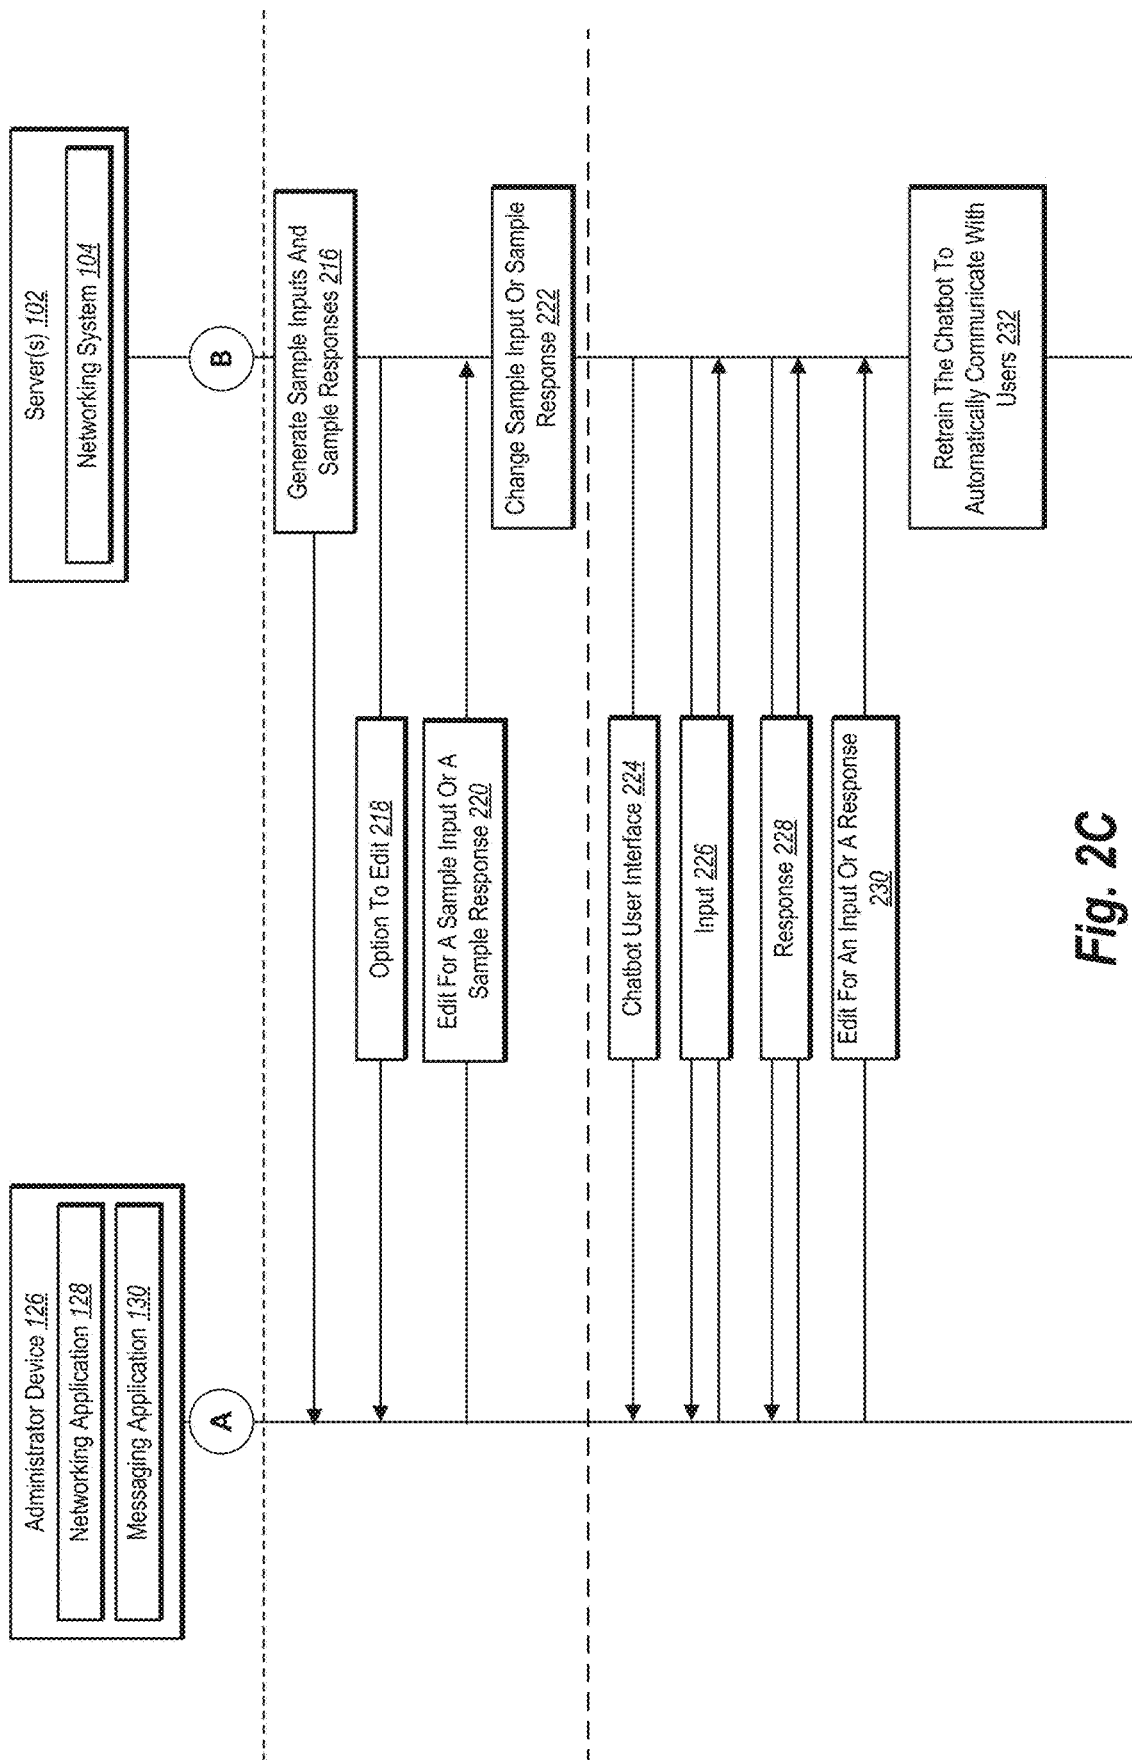 Administrator Device 126
Networking Application 128
Messaging Application 130
Server(s) 102
Networking System 104
A
B
Generate Sample Inputs And
Sample Responses 216
Option To Edit 218
Edit For A Sample Input Or A
Sample Response 220
Change Sample Input Or Sample
Response 222
Chatbot User Interface 224
Input 226
Response 228
Edit For An Input Or A Response
230
Retrain The Chatbot To
Automatically Communicate With
Users 232
Fig. 2C